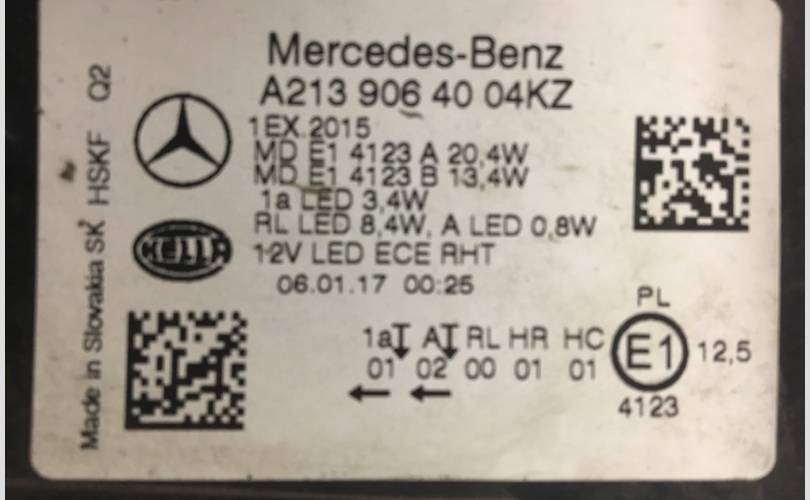 Mercedes-Benz
A213 906 40 04KZ
1EX.2015
MD E1 4123 A 20,4W
MD E1 4123 B 13,4W
1a LED 3,4W
RL LED 8,4W, A LED 0,8W
12V LED ECE RHT
06.01.17 00:25
HELLA
Made in Slovakia SK HSKF Q2
1a A RL HR HC
01 02 00 01 01
PL
E1 12,5
4123